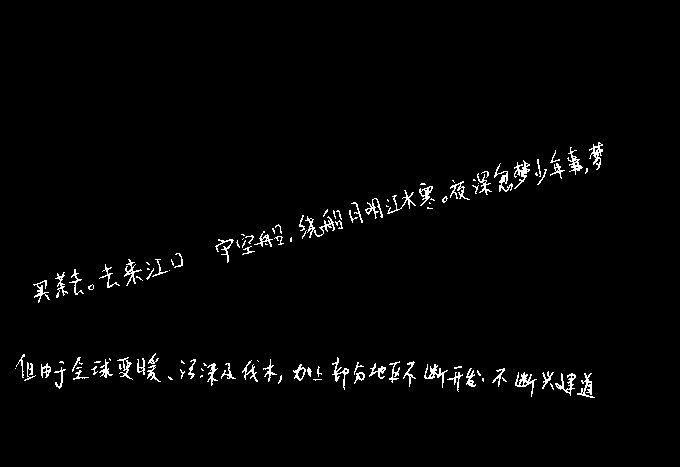 买茶去。去来江口 守空船，绕船月明江水寒。夜深忽梦少年事，梦
但由于全球变暖、污染及伐木，加上部分地区不断开发、不断兴建道